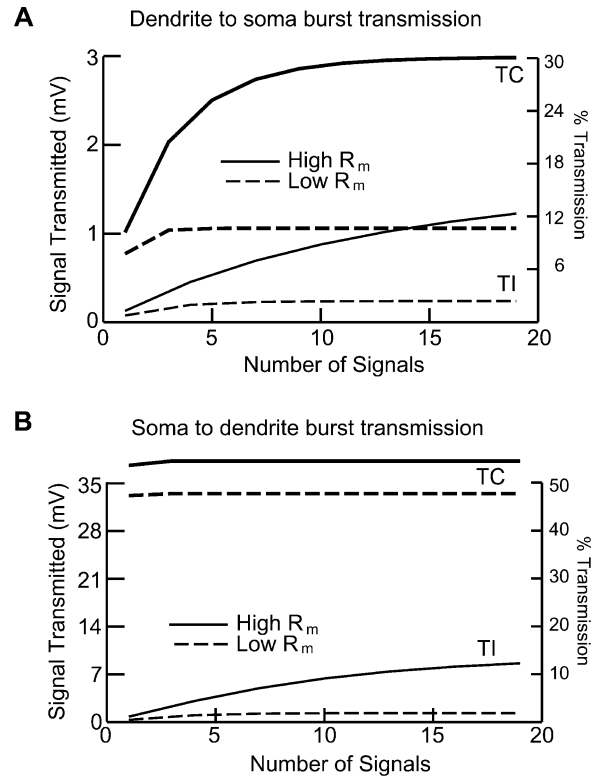 A
Dendrite to soma burst transmission
Signal Transmitted (mV)
3
2
1
0
30
24
18
12
6
% Transmission
TC
High Rm
Low Rm
TI
0
5
10
15
20
Number of Signals
B
Soma to dendrite burst transmission
Signal Transmitted (mV)
35
28
21
14
7
0
50
40
30
20
10
% Transmission
TC
High Rm
Low Rm
TI
0
5
10
15
20
Number of Signals